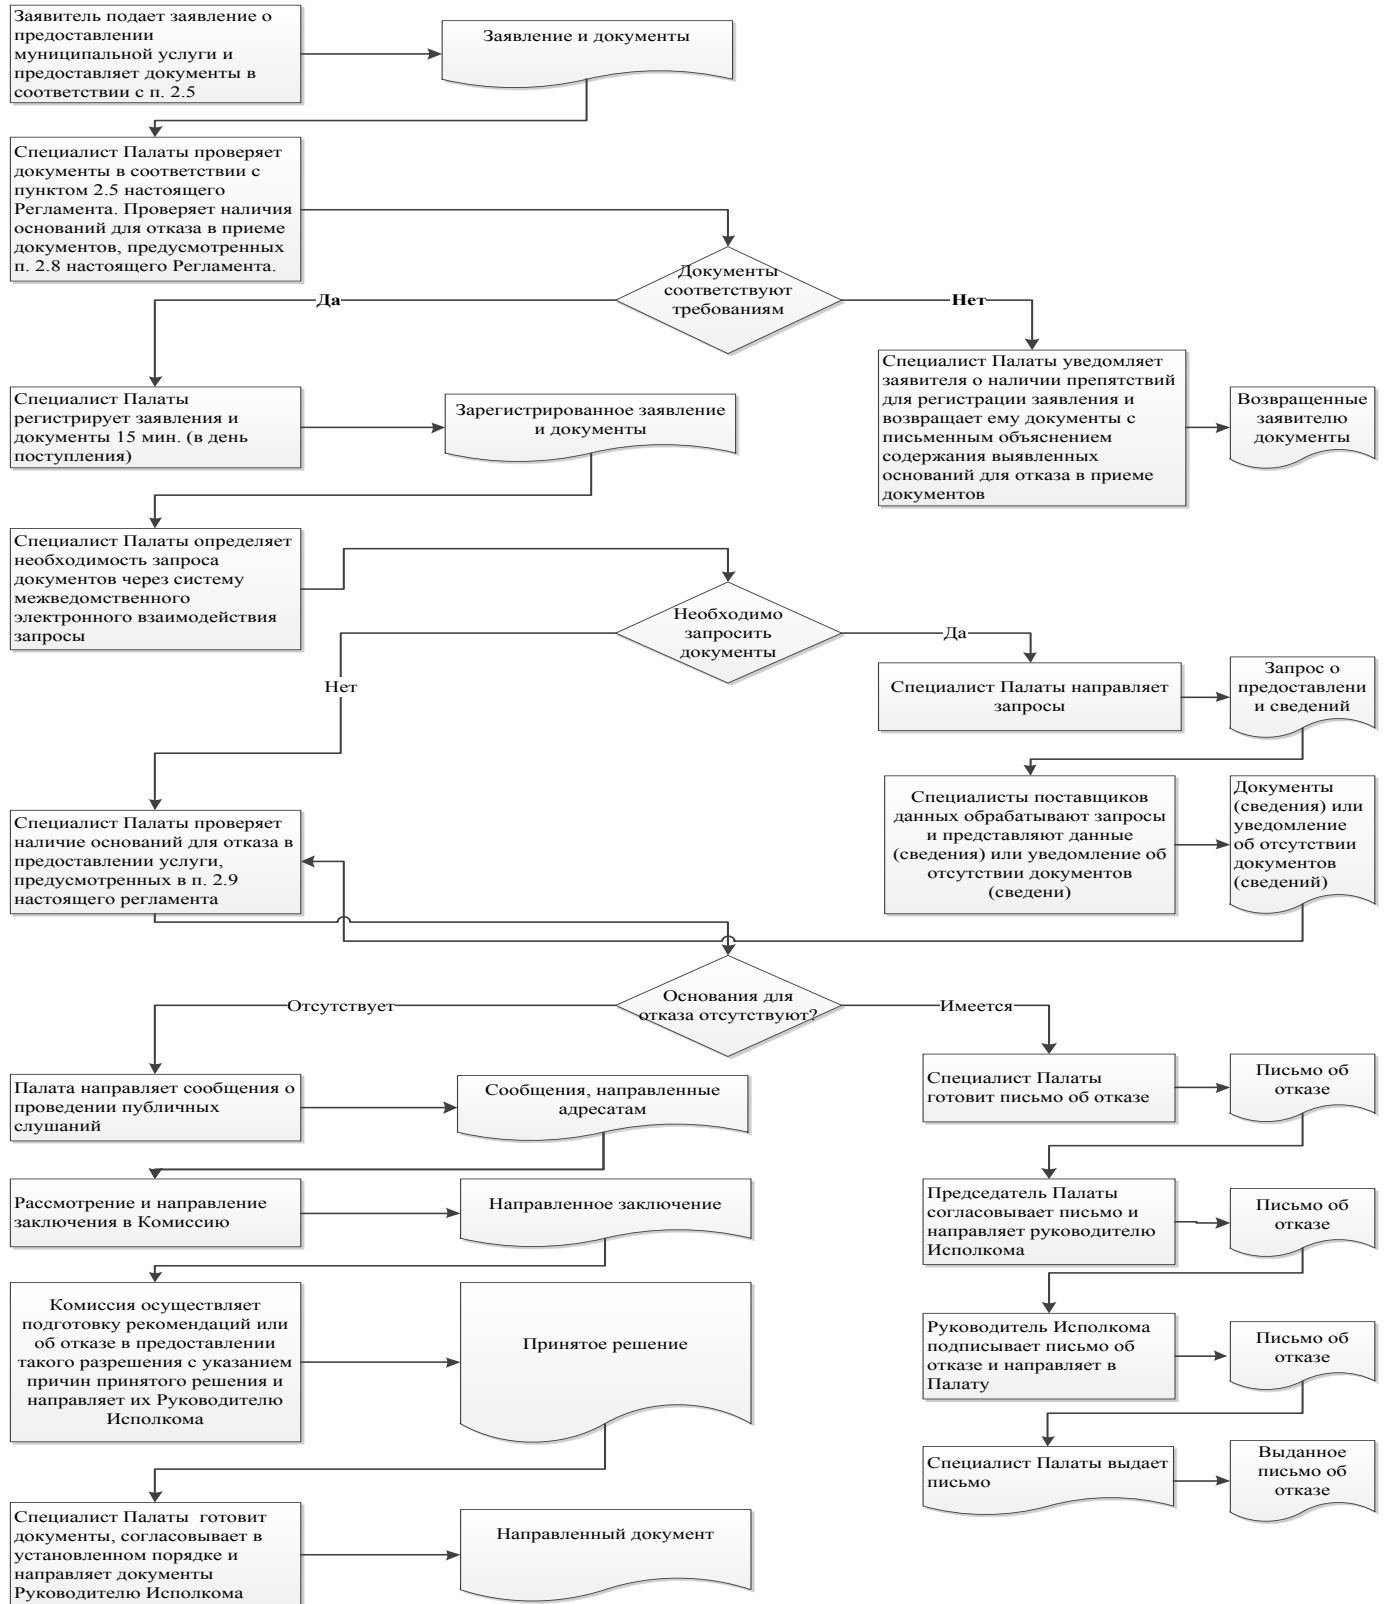 Заявитель подает заявление о
предоставлении
муниципальной услуги и
предоставляет документы в
соответствии с п. 2.5
Заявление и документы
Специалист Палаты проверяет
документы в соответствии с
пунктом 2.5 настоящего
Регламента. Проверяет наличия
оснований для отказа в приеме
документов, предусмотренных
п. 2.8 настоящего Регламента.
Документы
соответствуют
требованиям
Да
Нет
Специалист Палаты
регистрирует заявления и
документы 15 мин. (в день
поступления)
Зарегистрированное заявление
и документы
Специалист Палаты уведомляет
заявителя о наличии препятствий
для регистрации заявления и
возвращает ему документы с
письменным объяснением
содержания выявленных
оснований для отказа в приеме
документов
Возвращенные
заявителю
документы
Специалист Палаты определяет
необходимость запроса
документов через систему
межведомственного
электронного взаимодействия
запросы
Необходимо
запросить
документы
Да
Нет
Специалист Палаты направляет
запросы
Запрос о
предоставлени
и сведений
Специалисты поставщиков
данных обрабатывают запросы
и представляют данные
(сведения) или уведомление об
отсутствии документов
(сведени)
Документы
(сведения) или
уведомление
об отсутствии
документов
(сведений)
Специалист Палаты проверяет
наличие оснований для отказа в
предоставлении услуги,
предусмотренных в п. 2.9
настоящего регламента
Основания для
отказа отсутствуют?
Отсутствует
Имеется
Палата направляет сообщения о
проведении публичных
слушаний
Сообщения, направленные
адресатам
Специалист Палаты
готовит письмо об отказе
Письмо об
отказе
Рассмотрение и направление
заключения в Комиссию
Направленное заключение
Председатель Палаты
согласовывает письмо и
направляет руководителю
Исполкома
Письмо об
отказе
Комиссия осуществляет
подготовку рекомендаций или
об отказе в предоставлении
такого разрешения с указанием
причин принятого решения и
направляет их Руководителю
Исполкома
Принятое решение
Руководитель Исполкома
подписывает письмо об
отказе и направляет в
Палату
Письмо об
отказе
Специалист Палаты выдает
письмо
Выданное
письмо об
отказе
Специалист Палаты  готовит
документы, согласовывает в
установленном порядке и
направляет документы
Руководителю Исполкома
Направленный документ